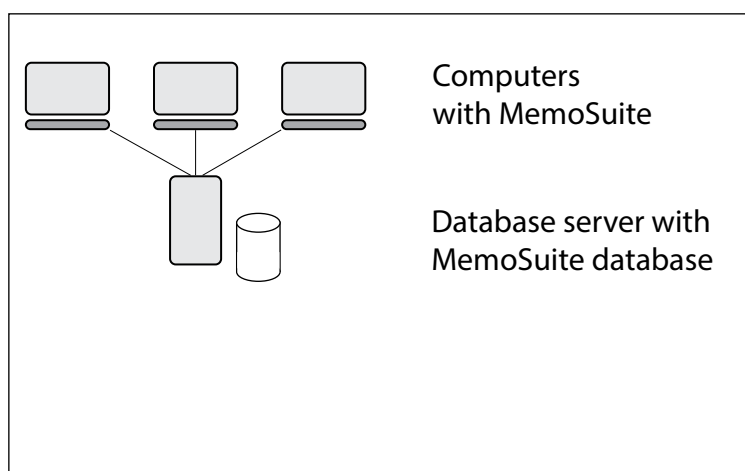 Computers
with MemoSuite
Database server with
MemoSuite database